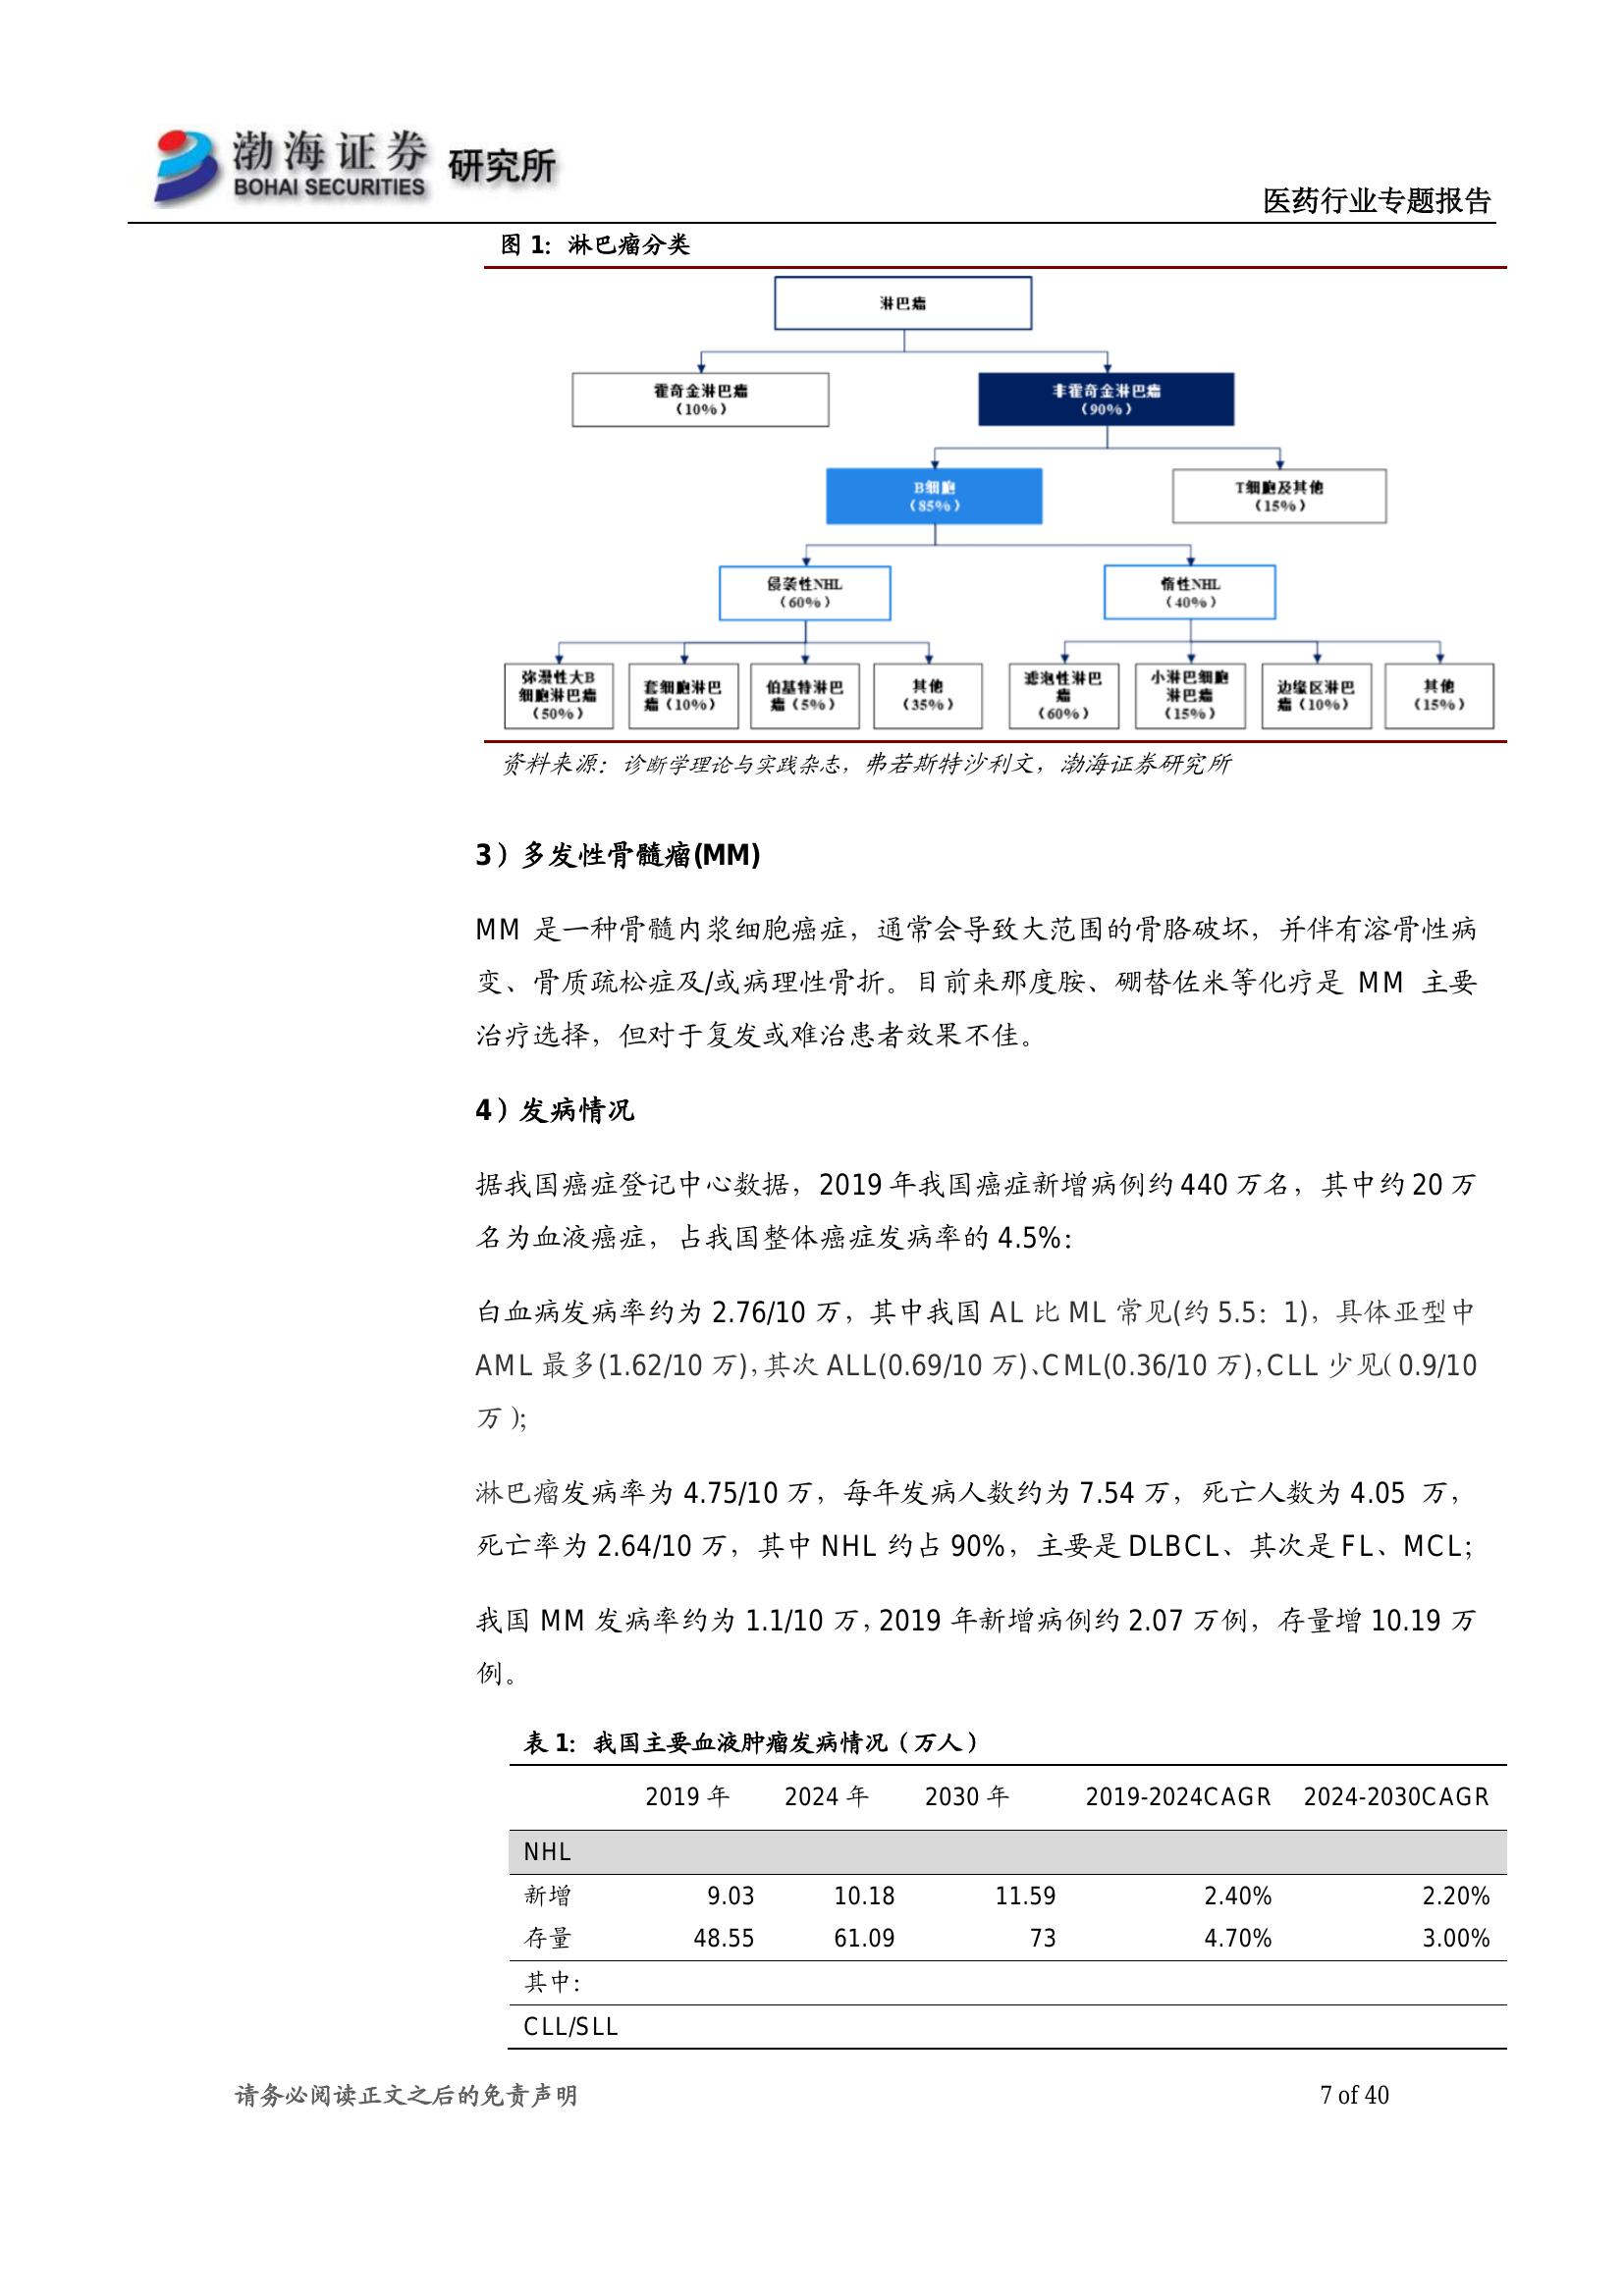 渤海证券 研究所
BOHAI SECURITIES
医药行业专题报告
图 1：淋巴瘤分类
淋巴瘤
霍奇金淋巴瘤
（10%）
非霍奇金淋巴瘤
（90%）
B细胞
（85%）
T细胞及其他
（15%）
侵袭性NHL
（60%）
惰性NHL
（40%）
弥漫性大B
细胞淋巴瘤
（50%）
套细胞淋巴
瘤（10%）
伯基特淋巴
瘤（5%）
其他
（35%）
滤泡性淋巴
瘤
（60%）
小淋巴细胞
淋巴瘤
（15%）
边缘区淋巴
瘤（10%）
其他
（15%）
资料来源：诊断学理论与实践杂志，弗若斯特沙利文，渤海证券研究所
3）多发性骨髓瘤(MM)
MM 是一种骨髓内浆细胞癌症，通常会导致大范围的骨胳破坏，并伴有溶骨性病
变、骨质疏松症及/或病理性骨折。目前来那度胺、硼替佐米等化疗是 MM 主要
治疗选择，但对于复发或难治患者效果不佳。
4）发病情况
据我国癌症登记中心数据，2019 年我国癌症新增病例约 440 万名，其中约 20 万
名为血液癌症，占我国整体癌症发病率的 4.5%：
白血病发病率约为 2.76/10 万，其中我国 AL 比 ML 常见(约 5.5：1)，具体亚型中
AML 最多(1.62/10 万)，其次 ALL(0.69/10 万)、CML(0.36/10 万)，CLL 少见（0.9/10
万）；
淋巴瘤发病率为 4.75/10 万，每年发病人数约为 7.54 万，死亡人数为 4.05 万，
死亡率为 2.64/10 万，其中 NHL 约占 90%，主要是 DLBCL、其次是 FL、MCL；
我国 MM 发病率约为 1.1/10 万，2019 年新增病例约 2.07 万例，存量增 10.19 万
例。
表 1：我国主要血液肿瘤发病情况（万人）
2019 年 2024 年 2030 年 2019-2024CAGR 2024-2030CAGR
NHL
新增 9.03 10.18 11.59 2.40% 2.20%
存量 48.55 61.09 73 4.70% 3.00%
其中：
CLL/SLL
请务必阅读正文之后的免责声明 7 of 40